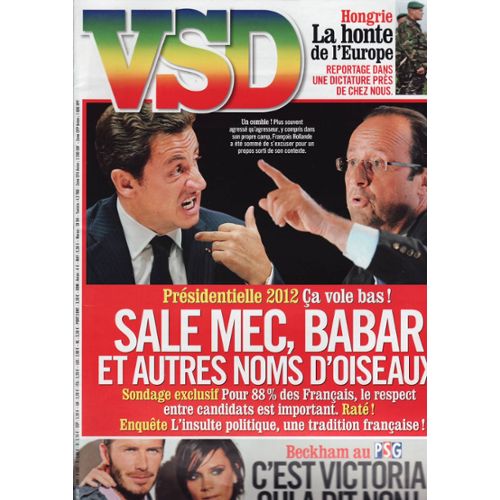 VSD
Hongrie
La honte
de l'Europe
REPORTAGE DANS
UNE DICTATURE PRÈS
DE CHEZ NOUS.
Un comble ! Plus souvent
agressé qu'agresseur, y compris dans
son propre camp, François Hollande
a été sommé de s'excuser pour un
propos sorti de son contexte.
Présidentielle 2012 Ça vole bas !
SALE MEC, BABAR
ET AUTRES NOMS D'OISEAUX
Sondage exclusif Pour 88% des Français, le respect
entre candidats est important. Raté !
Enquête L'insulte politique, une tradition française !
Beckham au PSG
C'EST VICTORIA
QUI A DIT NON